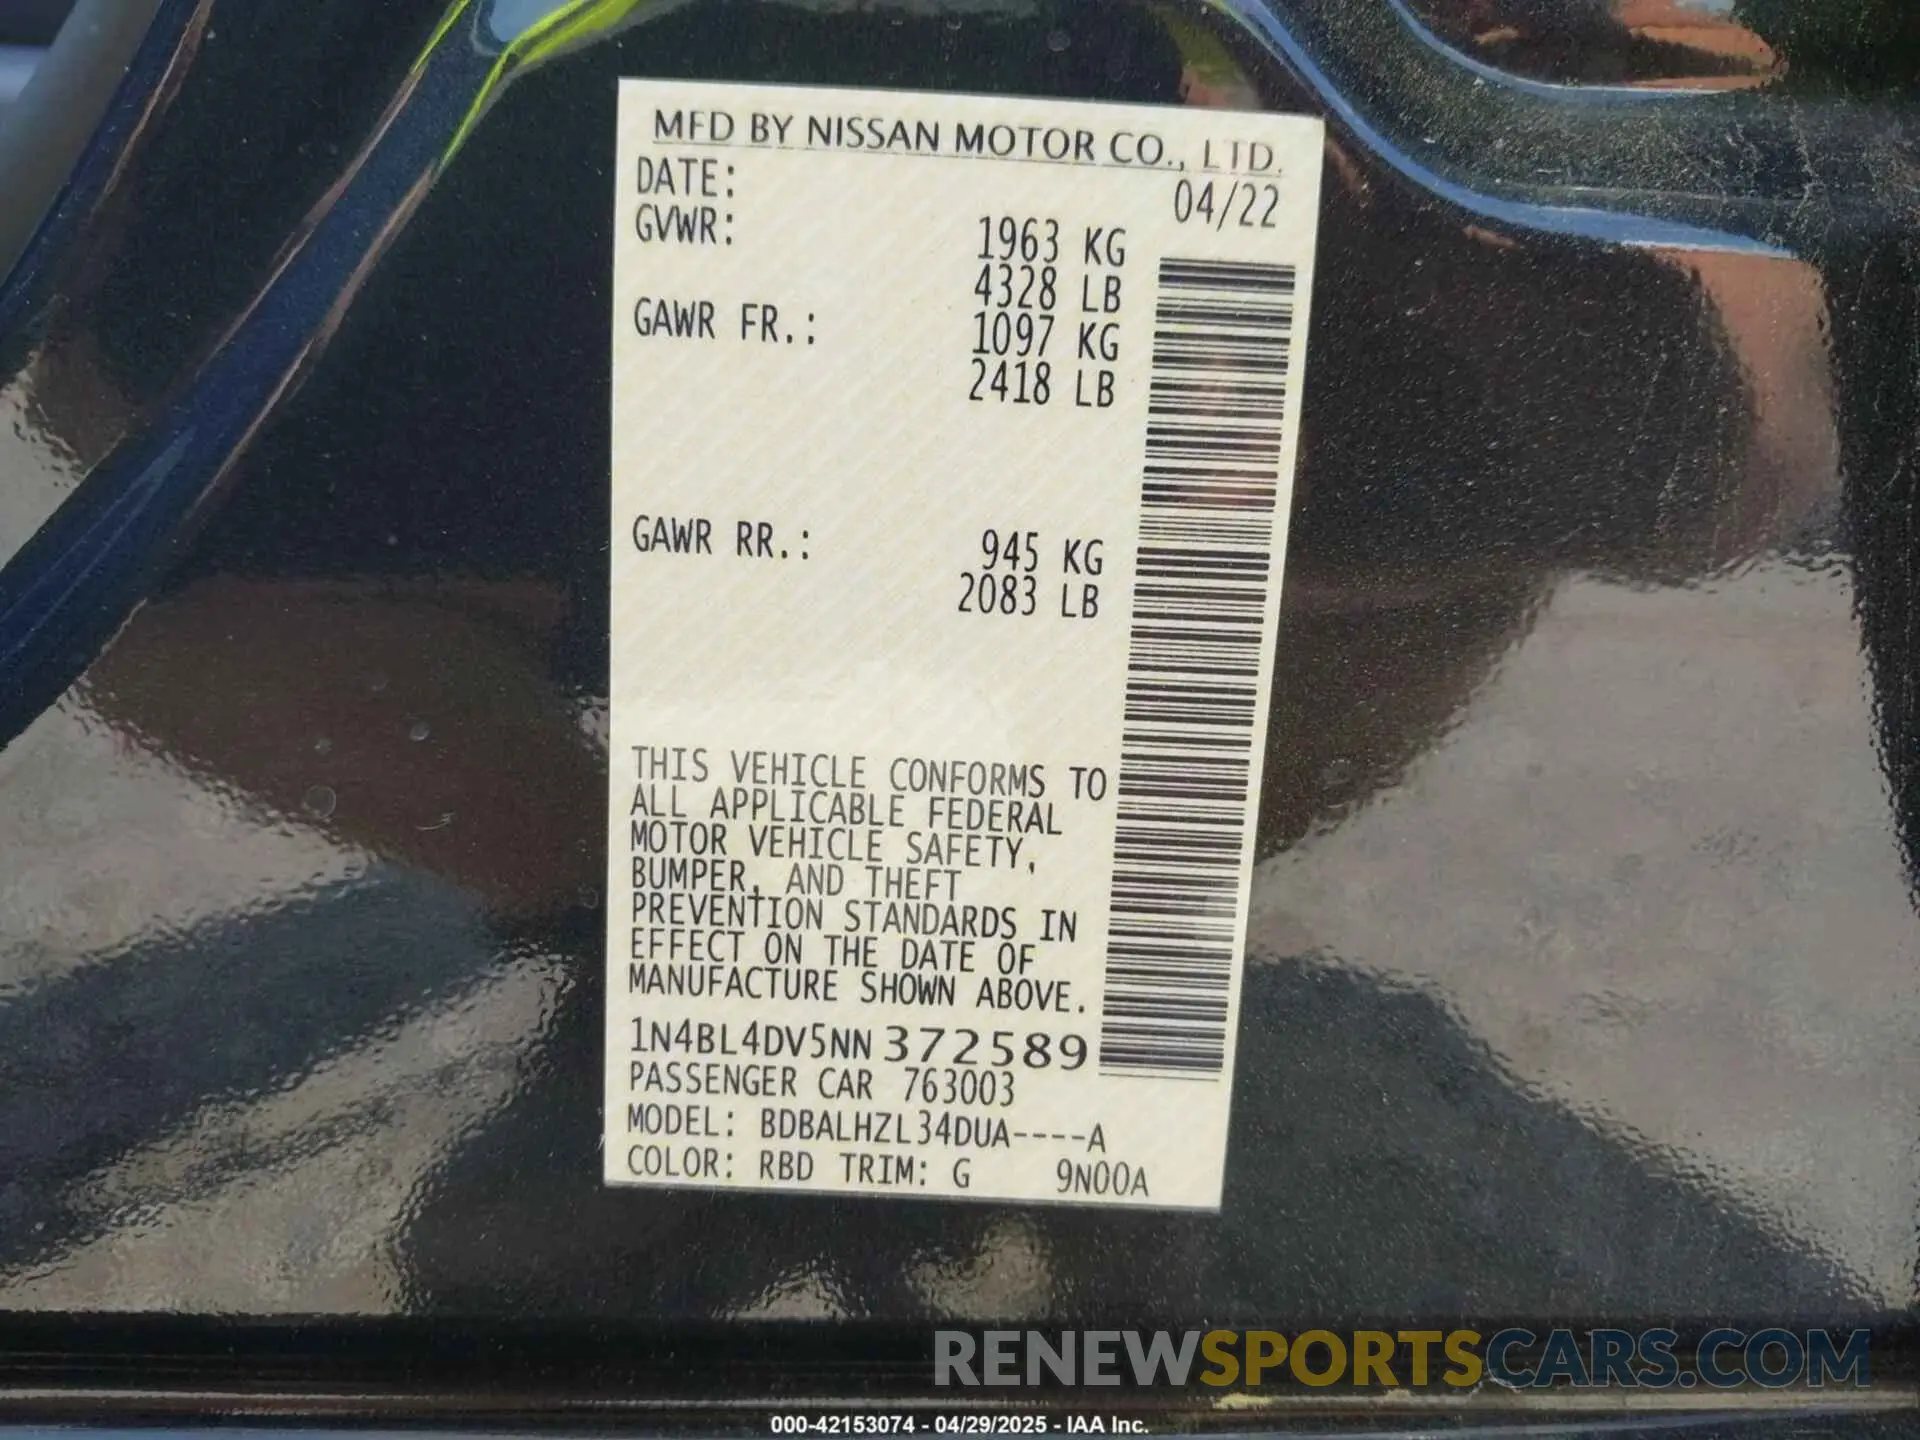 MFD BY NISSAN MOTOR CO., LTD.
DATE: 04/22
GVWR: 1963 KG
4328 LB
GAWR FR.: 1097 KG
2418 LB
GAWR RR.: 945 KG
2083 LB
THIS VEHICLE CONFORMS TO
ALL APPLICABLE FEDERAL
MOTOR VEHICLE SAFETY,
BUMPER, AND THEFT
PREVENTION STANDARDS IN
EFFECT ON THE DATE OF
MANUFACTURE SHOWN ABOVE.
1N4BL4DV5NN372589
PASSENGER CAR 763003
MODEL: BDBALHZL34DUA----A
COLOR: RBD TRIM: G 9N00A
RENEWSPORTSCARS.COM
000-42153074 - 04/29/2025 - IAA Inc.